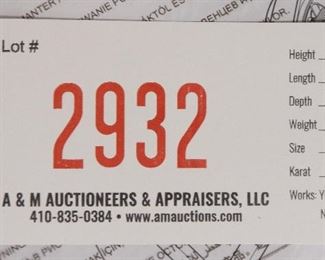 Lot #
2932
A & M AUCTIONEERS & APPRAISERS, LLC
410-835-0384 • www.amauctions.com
Height
Length
Depth
Weight
Size
Karat
Works: Y
N